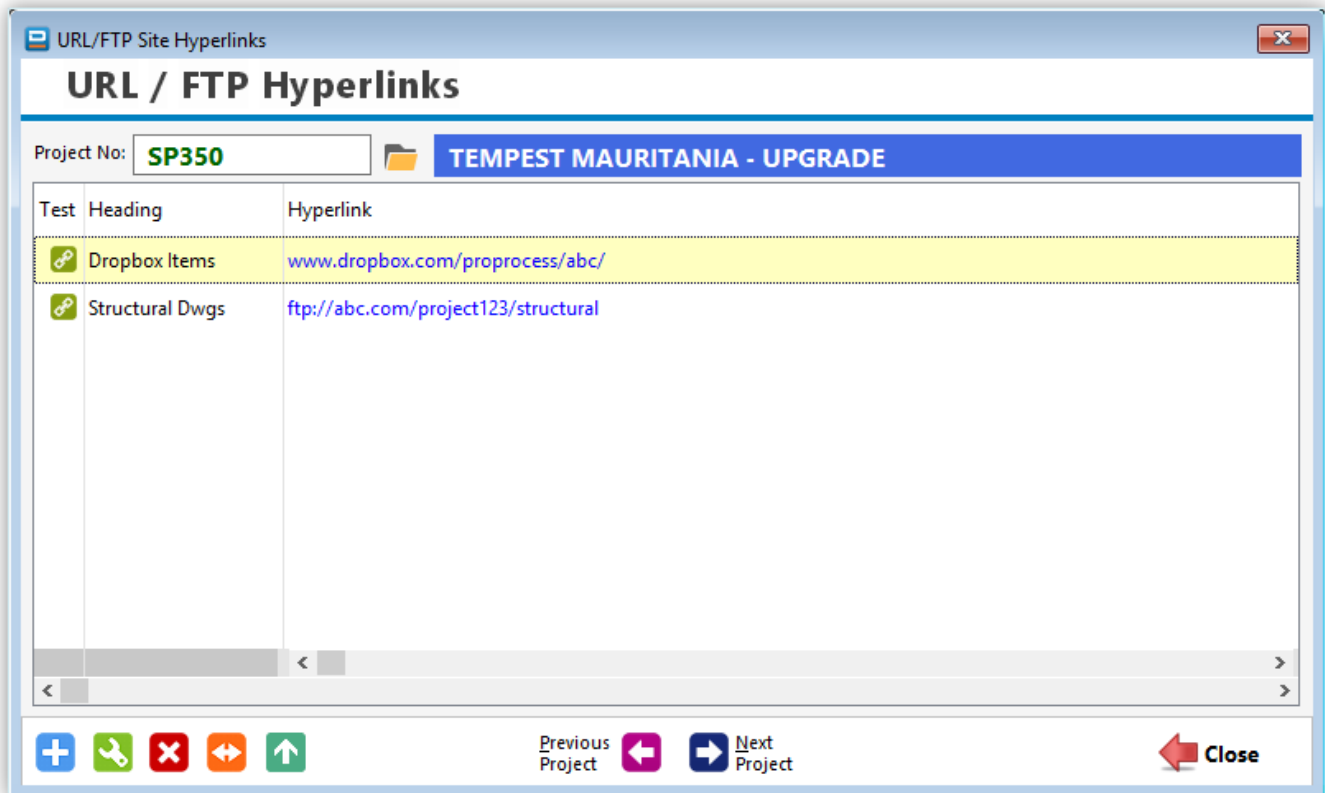 URL/FTP Site Hyperlinks
URL / FTP Hyperlinks
Project No: SP350 TEMPEST MAURITANIA - UPGRADE
Test Heading Hyperlink
Dropbox Items www.dropbox.com/proprocess/abc/
Structural Dwgs ftp://abc.com/project123/structural
Previous Project
Next Project
Close